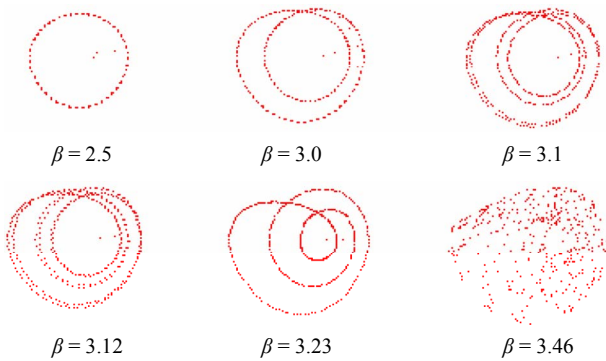 β = 2.5
β = 3.0
β = 3.1
β = 3.12
β = 3.23
β = 3.46